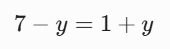 7 − y = 1 + y